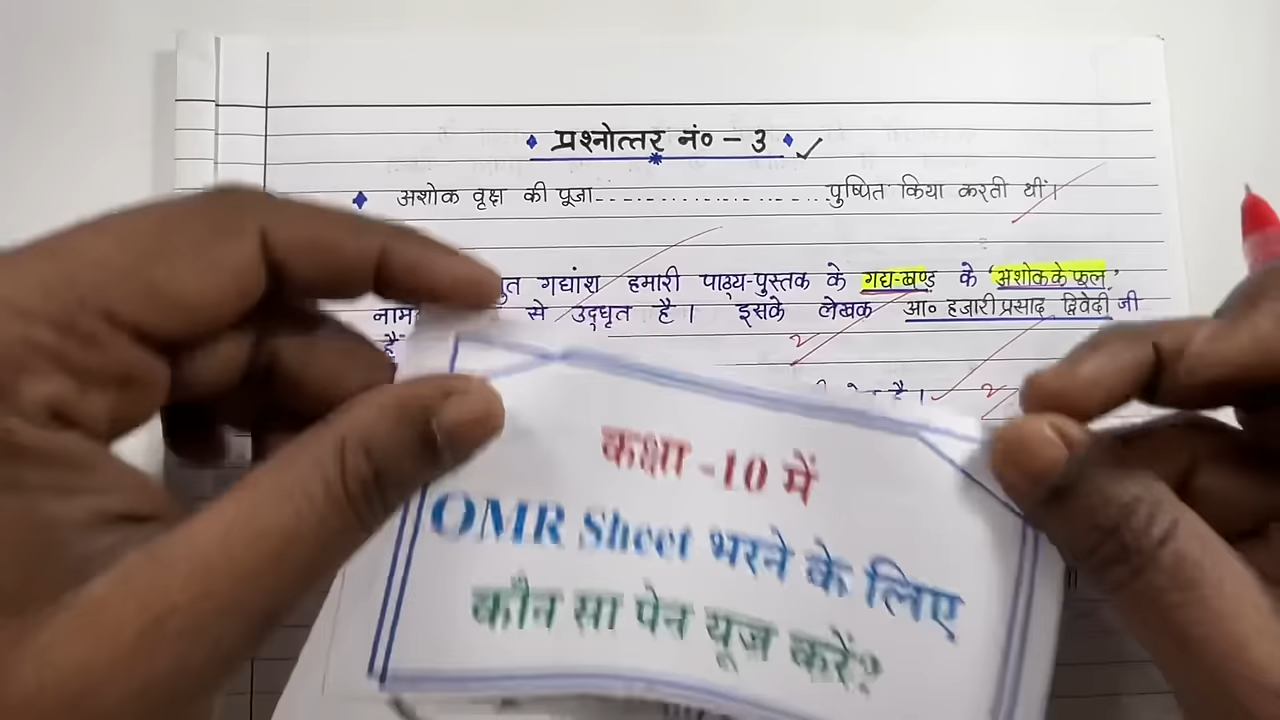 प्रश्नोत्तर नं० - 3
अशोक वृक्ष की पूजा-------------------पुष्पित किया करती थीं।
गद्यांश हमारी पाठ्य-पुस्तक के गद्य-खण्ड के 'अशोक के फूल'
से उद्धृत है। इसके लेखक आ० हजारी प्रसाद द्विवेदी जी
है।
कक्षा -10 में
OMR Sheet भरने के लिए
कौन सा पेन यूज करें?